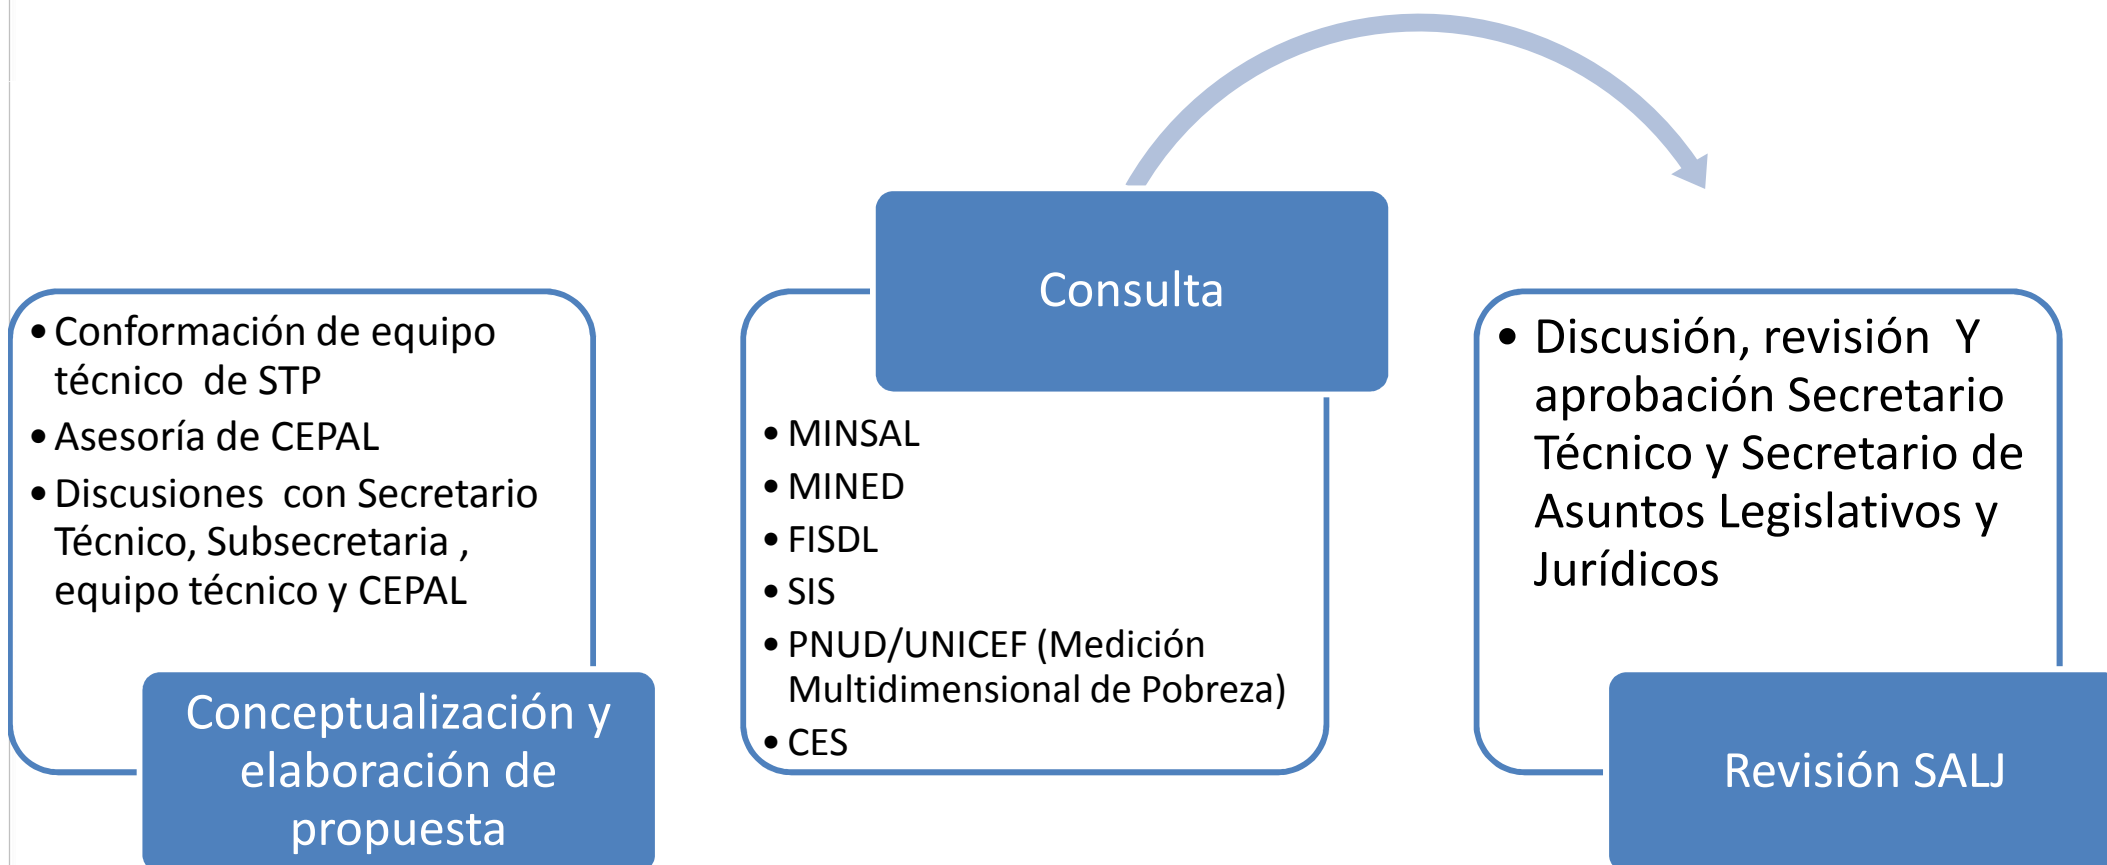 • Conformación de equipo
técnico de STP
• Asesoría de CEPAL
• Discusiones con Secretario
Técnico, Subsecretaria ,
equipo técnico y CEPAL
Conceptualización y
elaboración de
propuesta
Consulta
• MINSAL
• MINED
• FISDL
• SIS
• PNUD/UNICEF (Medición
Multidimensional de Pobreza)
• CES
• Discusión, revisión Y
aprobación Secretario
Técnico y Secretario de
Asuntos Legislativos y
Jurídicos
Revisión SALJ